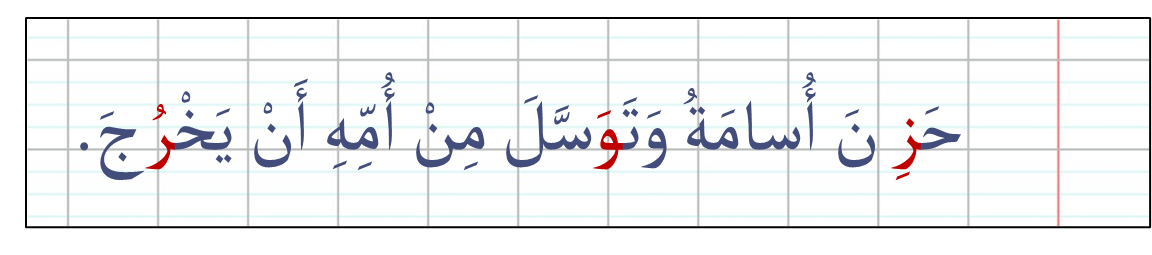 حَزِنَ أُسامَةُ وَتَوَسَّلَ مِنْ أُمِّهِ أَنْ يَخْرُجَ.